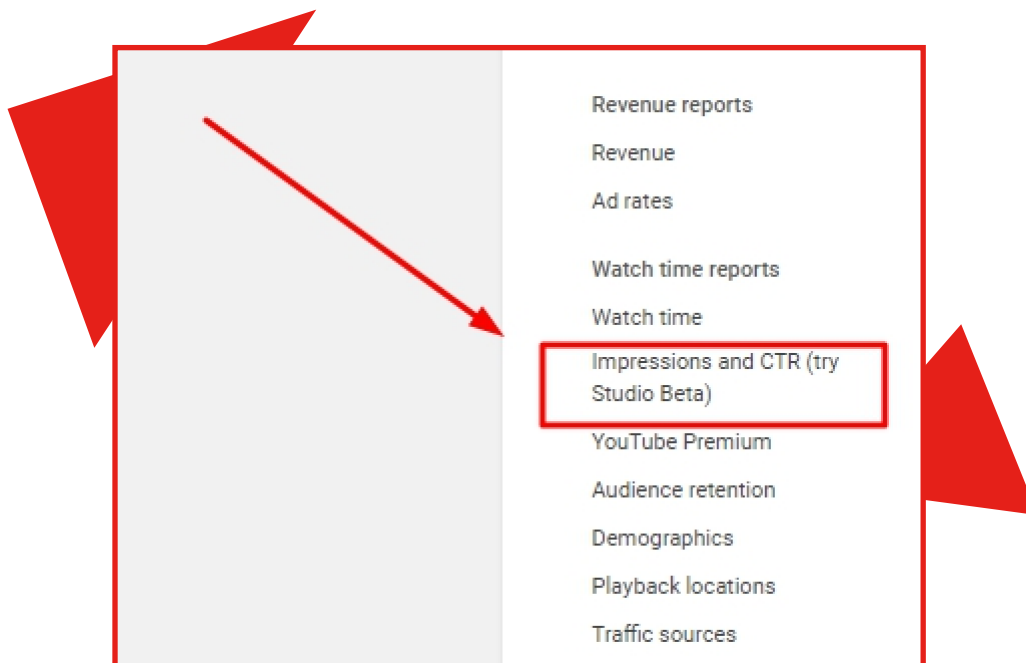 Revenue reports
Revenue
Ad rates
Watch time reports
Watch time
Impressions and CTR (try
Studio Beta)
YouTube Premium
Audience retention
Demographics
Playback locations
Traffic sources